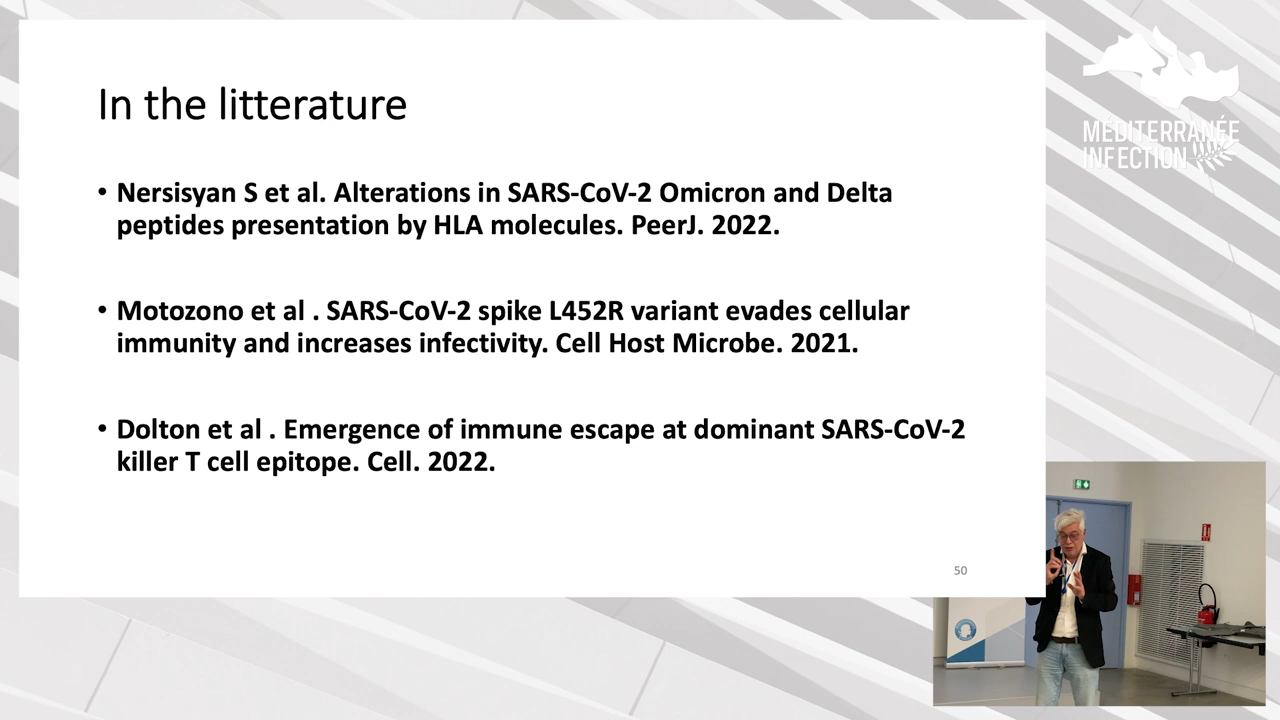 In the litterature
• Nersisyan S et al. Alterations in SARS-CoV-2 Omicron and Delta
peptides presentation by HLA molecules. PeerJ. 2022.
• Motozono et al . SARS-CoV-2 spike L452R variant evades cellular
immunity and increases infectivity. Cell Host Microbe. 2021.
• Dolton et al . Emergence of immune escape at dominant SARS-CoV-2
killer T cell epitope. Cell. 2022.
50
MÉDITERRANÉE
INFECTION